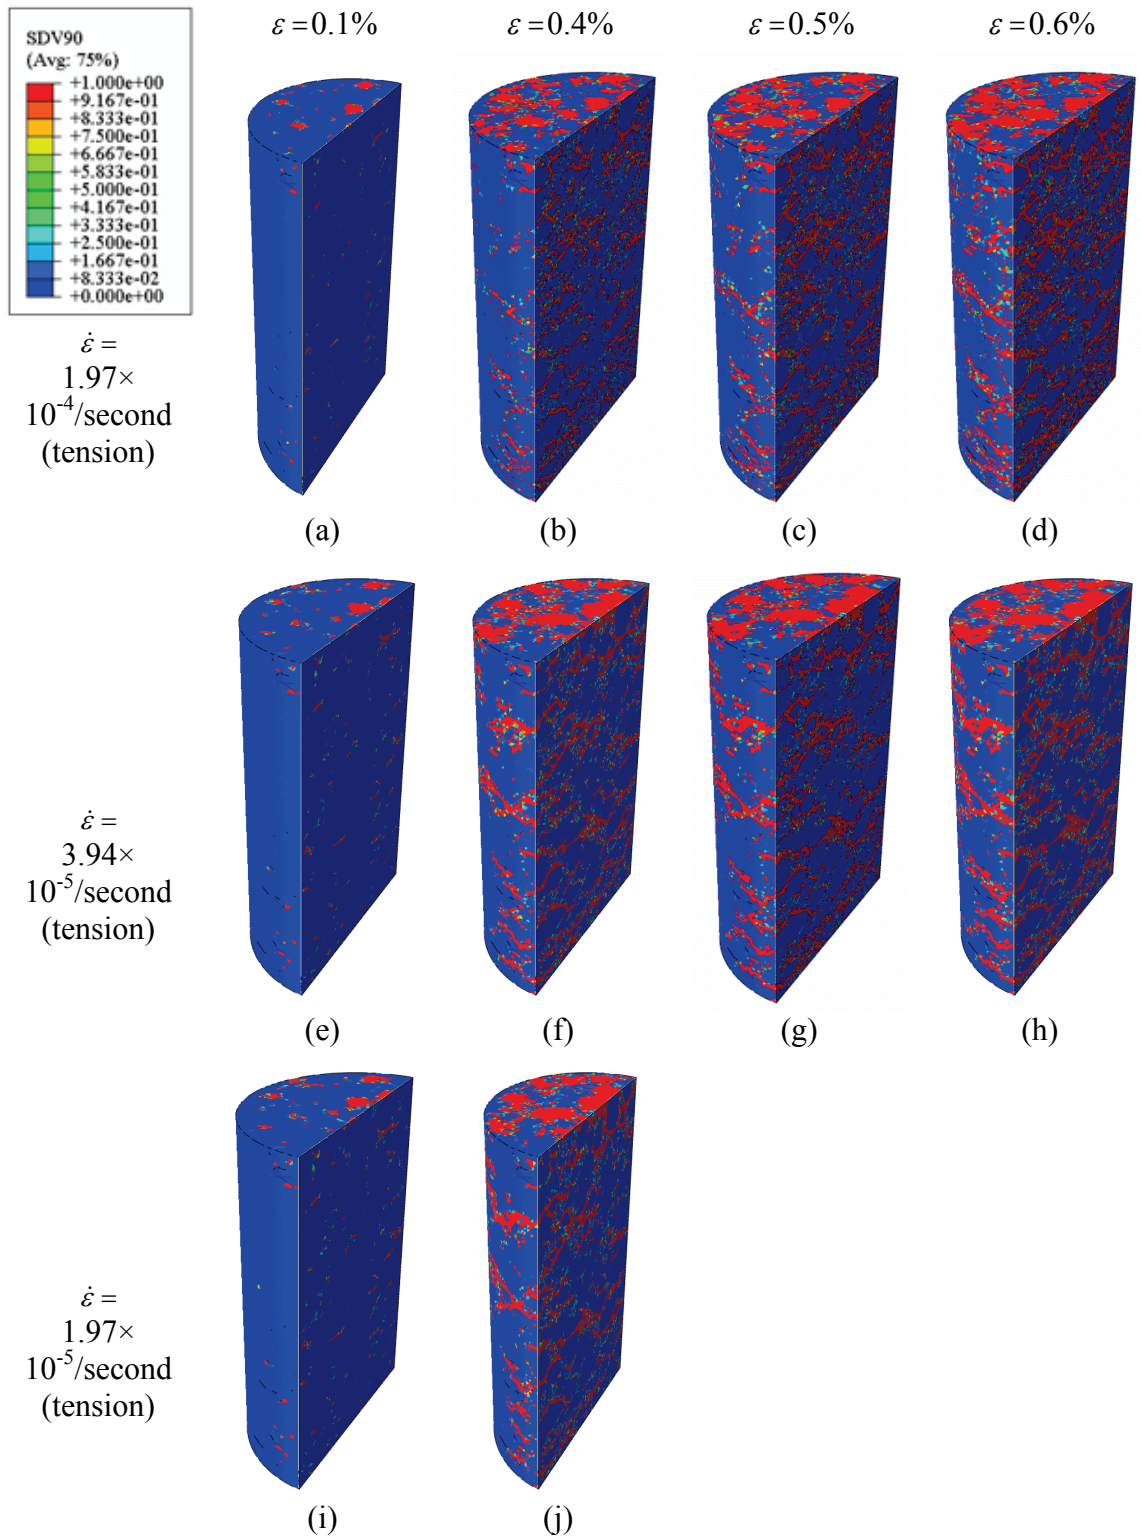 SDV90
(Avg: 75%)
+1.000e+00
+9.167e-01
+8.333e-01
+7.500e-01
+6.667e-01
+5.833e-01
+5.000e-01
+4.167e-01
+3.333e-01
+2.500e-01
+1.667e-01
+8.333e-02
+0.000e+00
ε=0.1%
ε=0.4%
ε=0.5%
ε=0.6%
ε̇ =
1.97×
10⁻⁴/second
(tension)
(a)
(b)
(c)
(d)
ε̇ =
3.94×
10⁻⁵/second
(tension)
(e)
(f)
(g)
(h)
ε̇ =
1.97×
10⁻⁵/second
(tension)
(i)
(j)